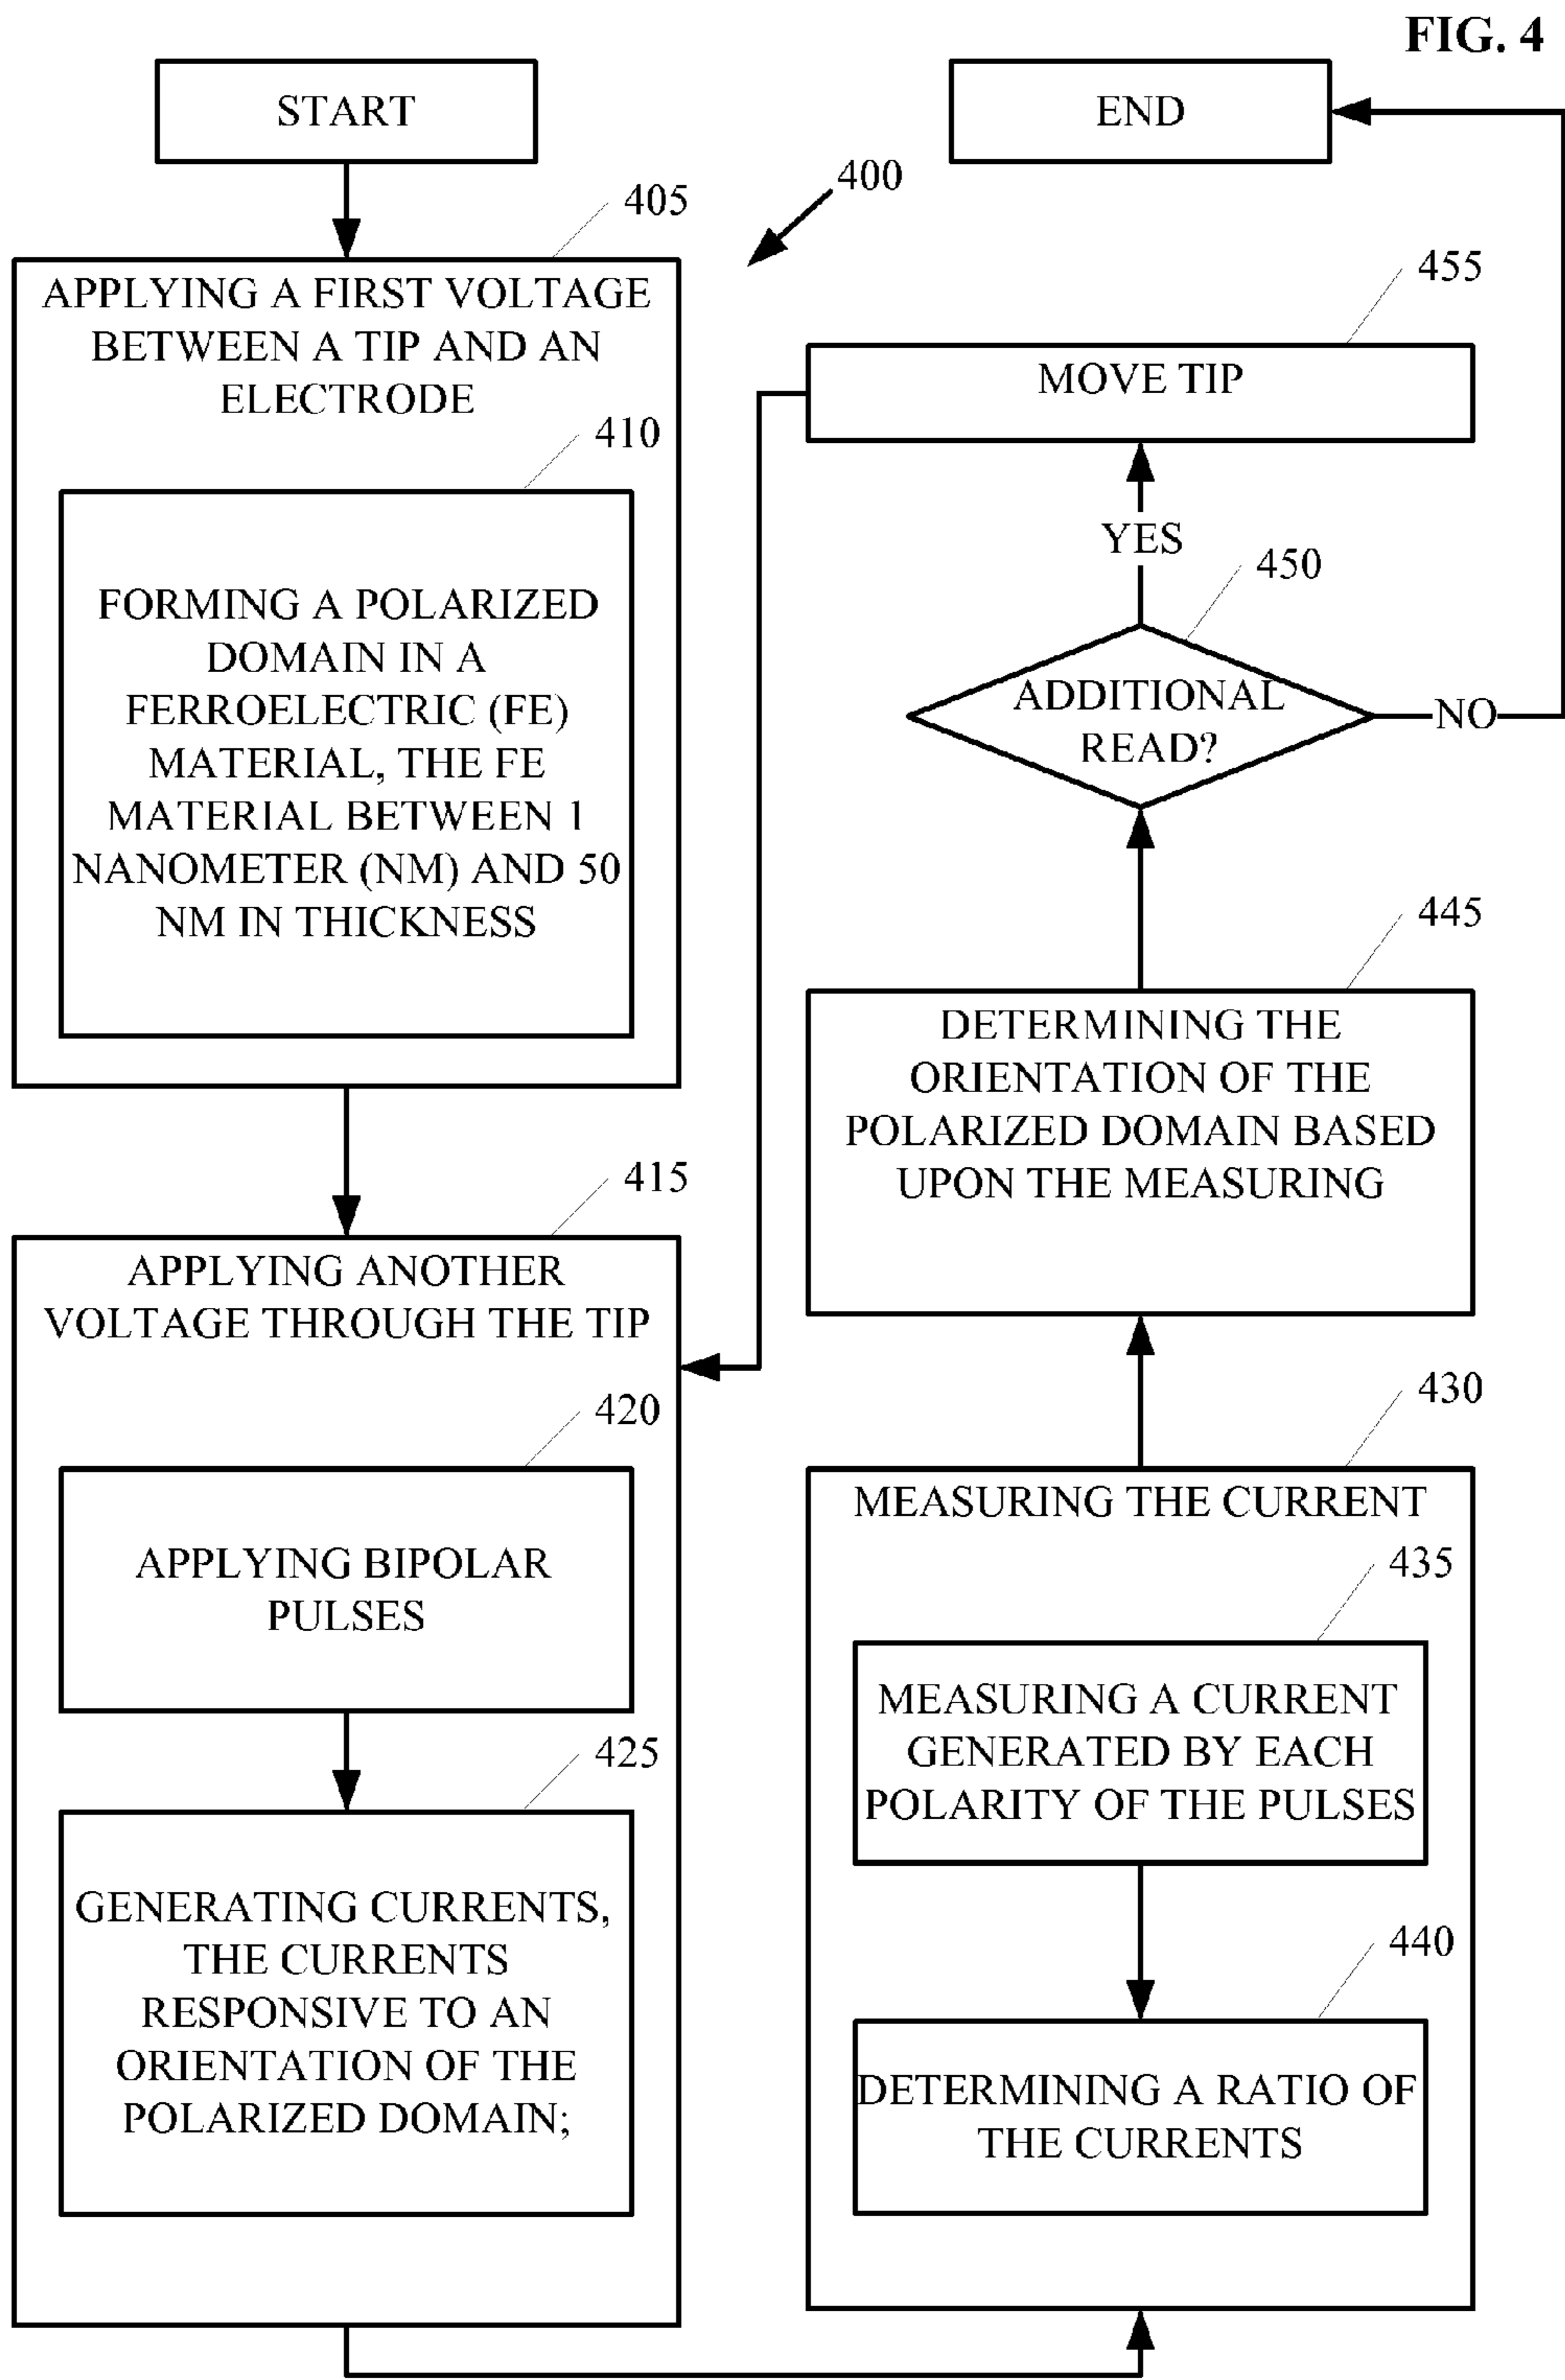 FIG. 4
START
END
400
405
APPLYING A FIRST VOLTAGE
BETWEEN A TIP AND AN
ELECTRODE
410
FORMING A POLARIZED
DOMAIN IN A
FERROELECTRIC (FE)
MATERIAL, THE FE
MATERIAL BETWEEN 1
NANOMETER (NM) AND 50
NM IN THICKNESS
415
APPLYING ANOTHER
VOLTAGE THROUGH THE TIP
420
APPLYING BIPOLAR
PULSES
425
GENERATING CURRENTS,
THE CURRENTS
RESPONSIVE TO AN
ORIENTATION OF THE
POLARIZED DOMAIN;
430
MEASURING THE CURRENT
435
MEASURING A CURRENT
GENERATED BY EACH
POLARITY OF THE PULSES
440
DETERMINING A RATIO OF
THE CURRENTS
445
DETERMINING THE
ORIENTATION OF THE
POLARIZED DOMAIN BASED
UPON THE MEASURING
450
ADDITIONAL
READ?
NO
YES
455
MOVE TIP